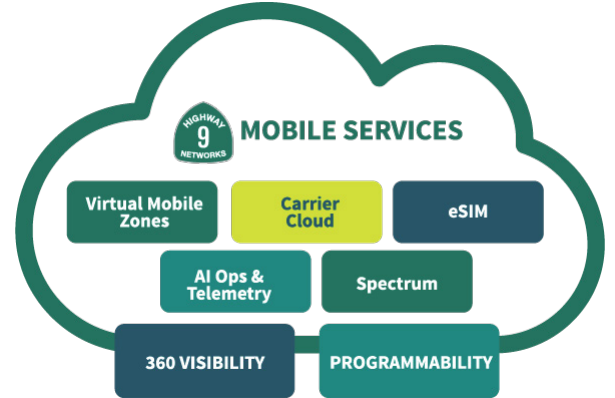 HIGHWAY
9
NETWORKS
MOBILE SERVICES
Virtual Mobile
Zones
Carrier
Cloud
eSIM
AI Ops &
Telemetry
Spectrum
360 VISIBILITY
PROGRAMMABILITY